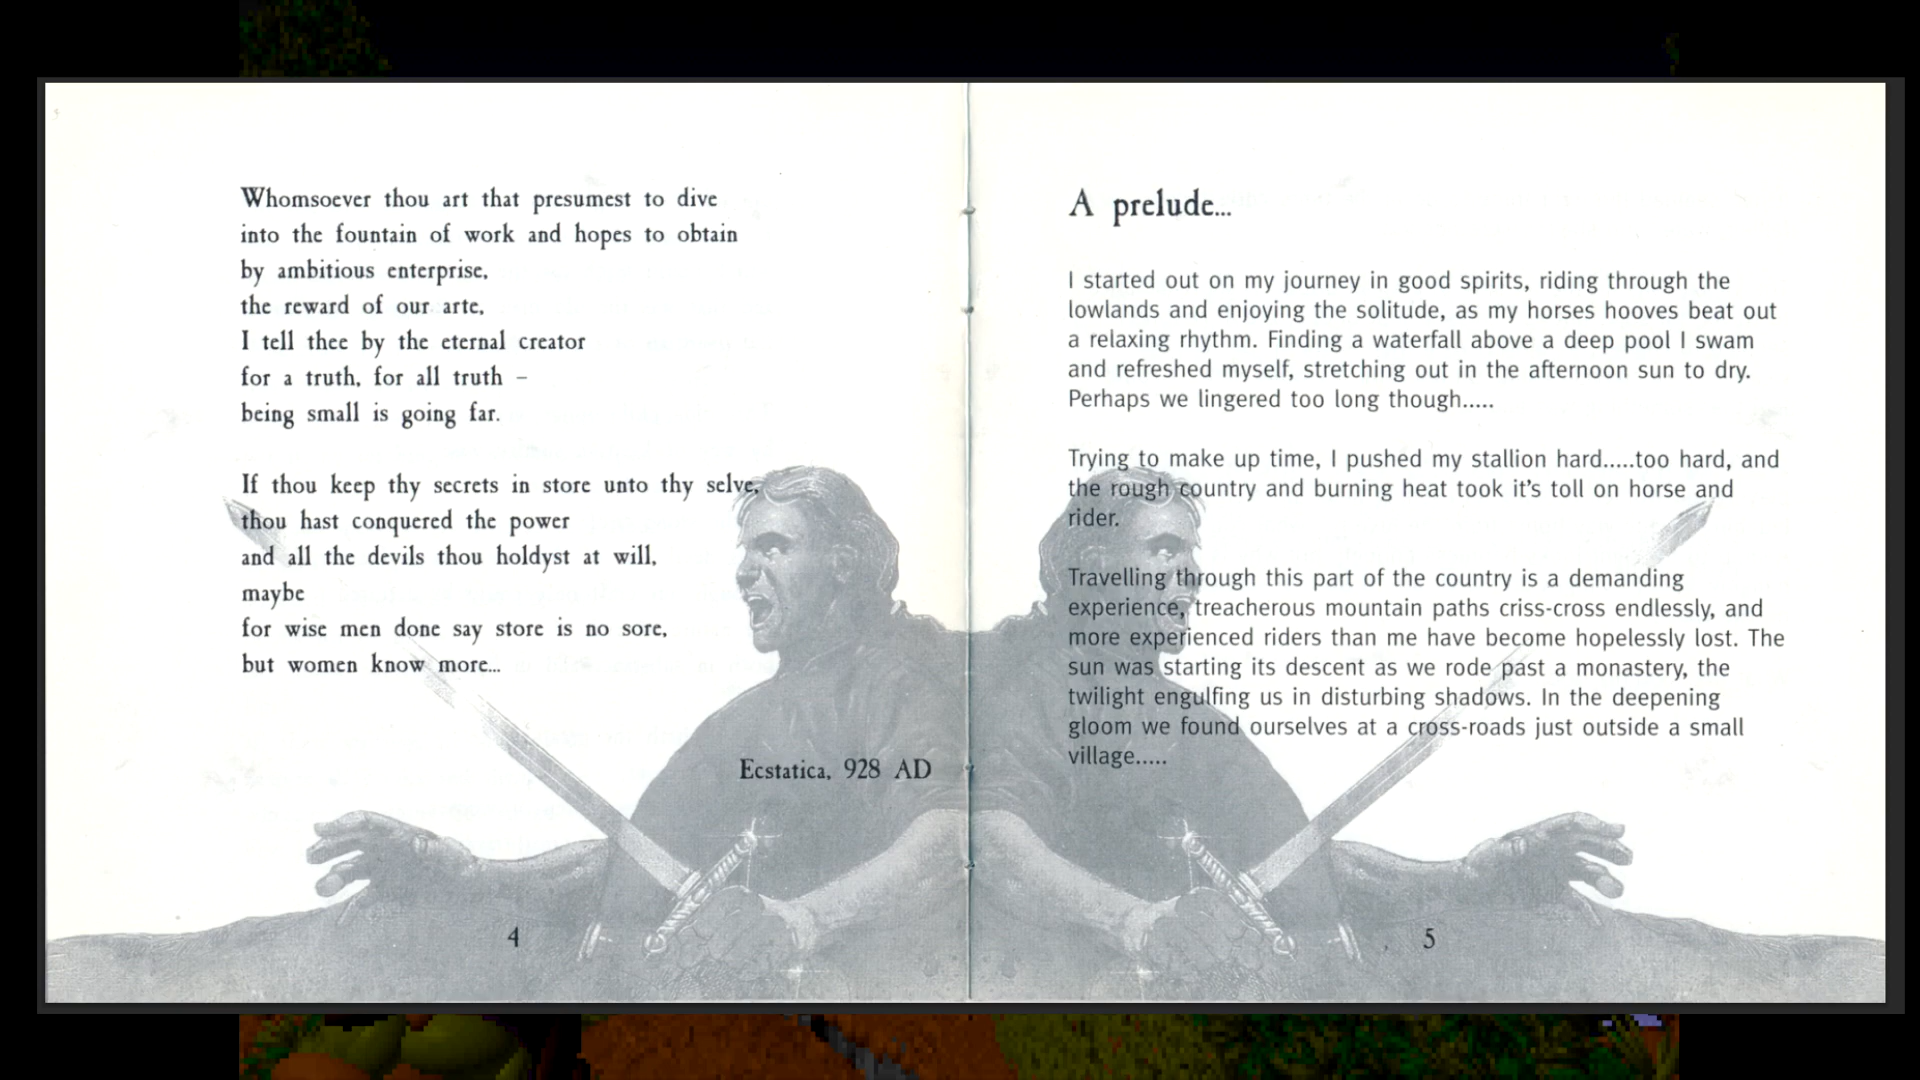 Whomsoever thou art that presumest to dive
into the fountain of work and hopes to obtain
by ambitious enterprise,
the reward of our arte,
I tell thee by the eternal creator
for a truth, for all truth –
being small is going far.
If thou keep thy secrets in store unto thy selve,
thou hast conquered the power
and all the devils thou holdyst at will,
maybe
for wise men done say store is no sore,
but women know more...
Ecstatica, 928 AD
4
A prelude...
I started out on my journey in good spirits, riding through the
lowlands and enjoying the solitude, as my horses hooves beat out
a relaxing rhythm. Finding a waterfall above a deep pool I swam
and refreshed myself, stretching out in the afternoon sun to dry.
Perhaps we lingered too long though.....
Trying to make up time, I pushed my stallion hard.....too hard, and
the rough country and burning heat took it's toll on horse and
rider.
Travelling through this part of the country is a demanding
experience, treacherous mountain paths criss-cross endlessly, and
more experienced riders than me have become hopelessly lost. The
sun was starting its descent as we rode past a monastery, the
twilight engulfing us in disturbing shadows. In the deepening
gloom we found ourselves at a cross-roads just outside a small
village.....
5